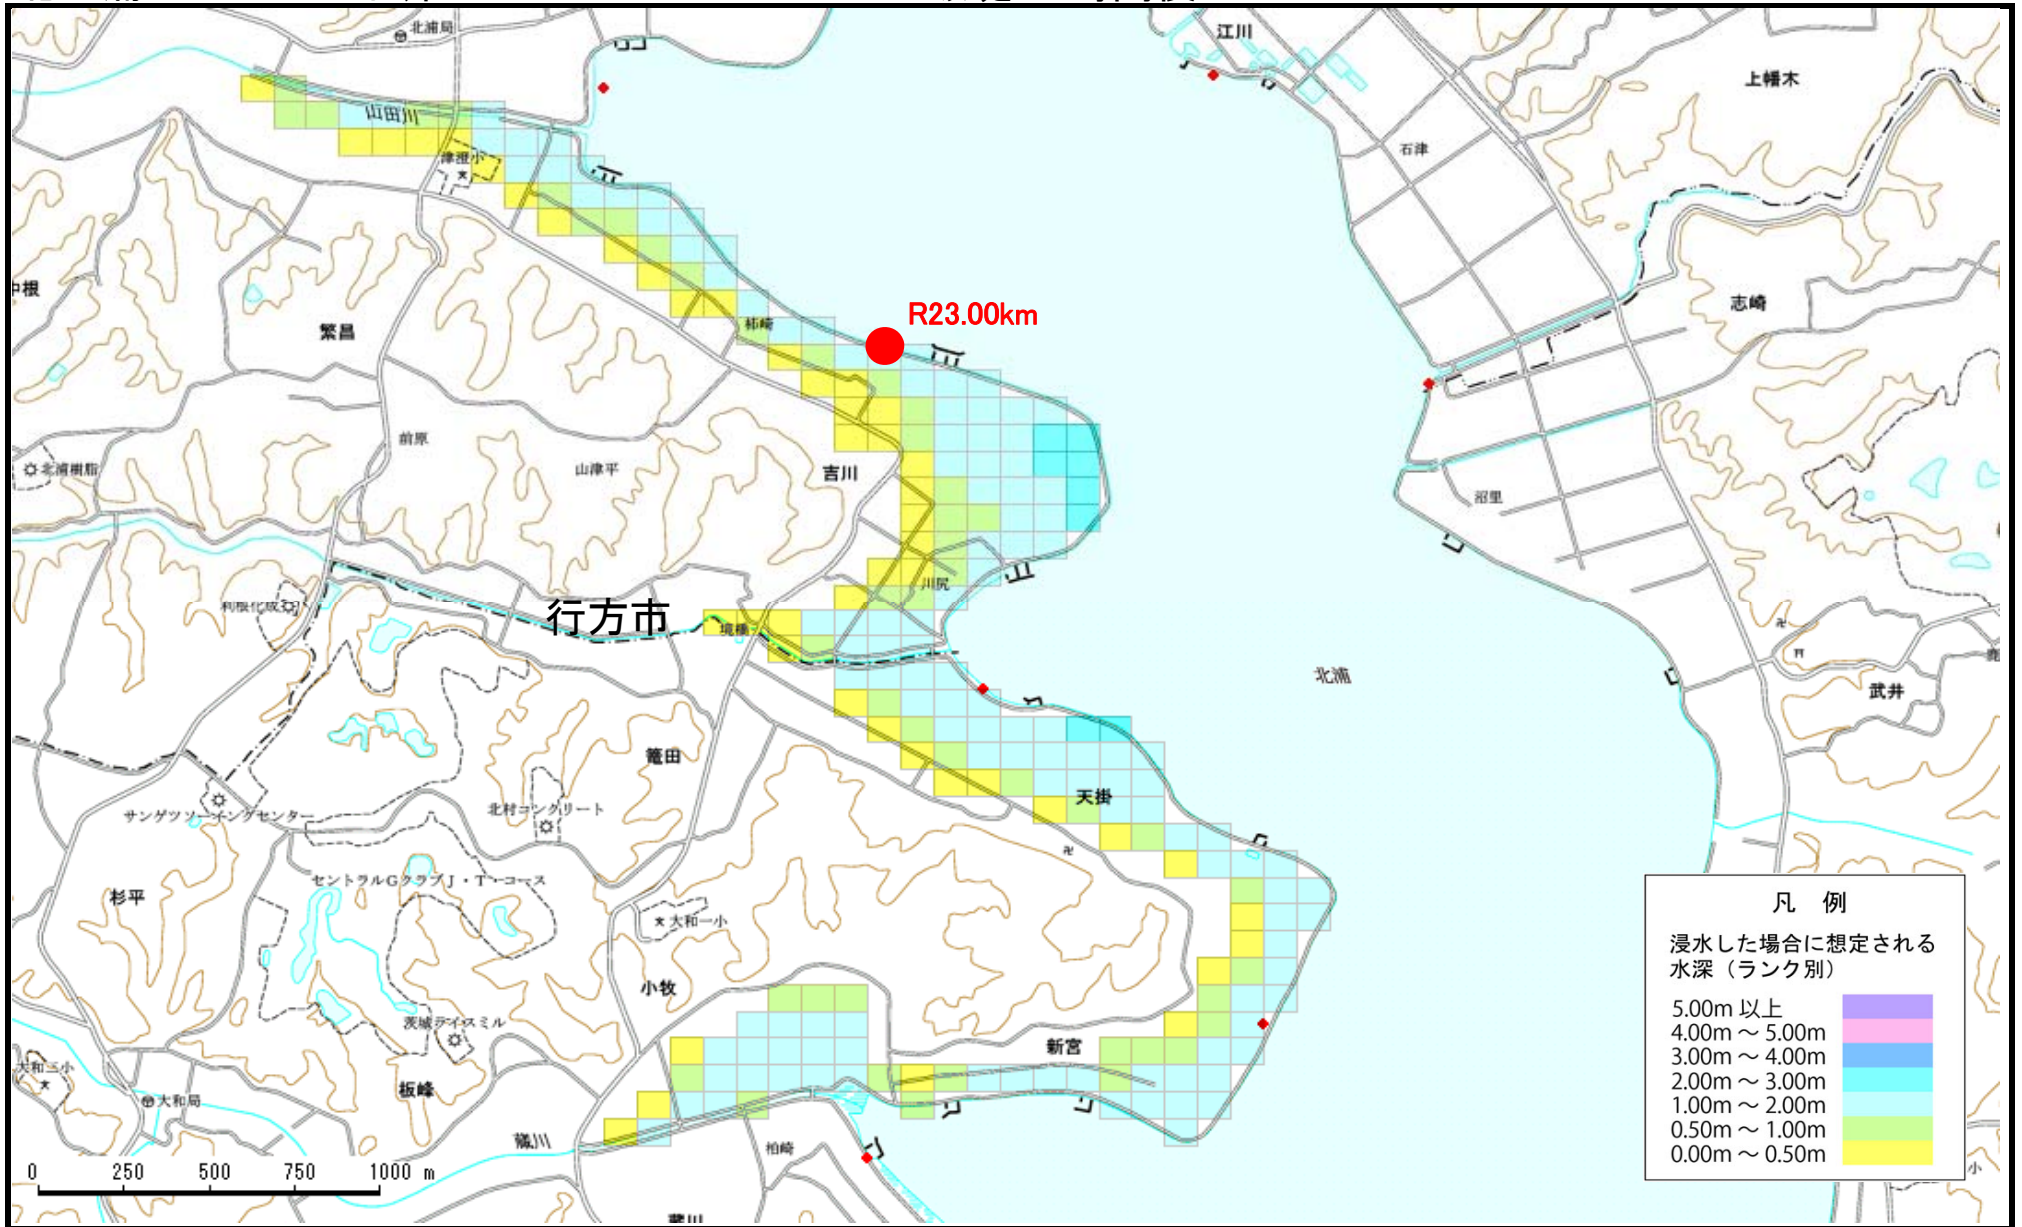 北浦局
江川
上幡木
山田川
石津
津澄小
中根
繁昌
柿崎
R23.00km
志崎
前原
北浦樹脂
山津平
吉川
沼里
利根化成
川尻
行方市
境橋
北浦
武井
篭田
天掛
北村コンクリート
サンゲツソーイングセンター
セントラルGクラブJ・T・コース
杉平
大和一小
小牧
茨城ライスミル
新宮
大和三小
大和局
板峰
蔵川
柏崎
蔵川
小
0 250 500 750 1000 m
凡 例
浸水した場合に想定される
水深（ランク別）
5.00m 以上
4.00m ～ 5.00m
3.00m ～ 4.00m
2.00m ～ 3.00m
1.00m ～ 2.00m
0.50m ～ 1.00m
0.00m ～ 0.50m